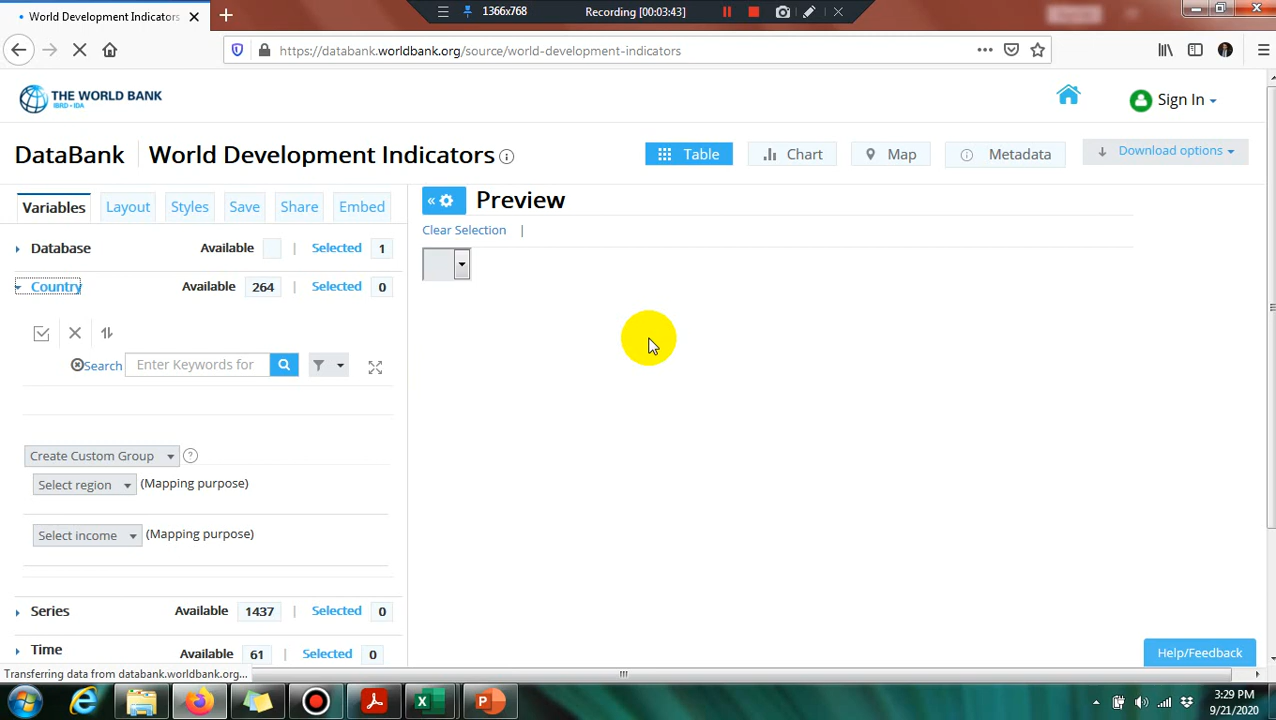 World Development Indicators
1366x768
Recording [00:03:43]
https://databank.worldbank.org/source/world-development-indicators
THE WORLD BANK
IBRD • IDA
Sign In
DataBank
World Development Indicators
Table
Chart
Map
Metadata
Download options
Variables
Layout
Styles
Save
Share
Embed
« Preview
Clear Selection |
Database Available | Selected 1
Country Available 264 | Selected 0
Search Enter Keywords for
Create Custom Group ?
Select region (Mapping purpose)
Select income (Mapping purpose)
Series Available 1437 | Selected 0
Time Available 61 | Selected 0
Help/Feedback
Transferring data from databank.worldbank.org...
3:29 PM
9/21/2020